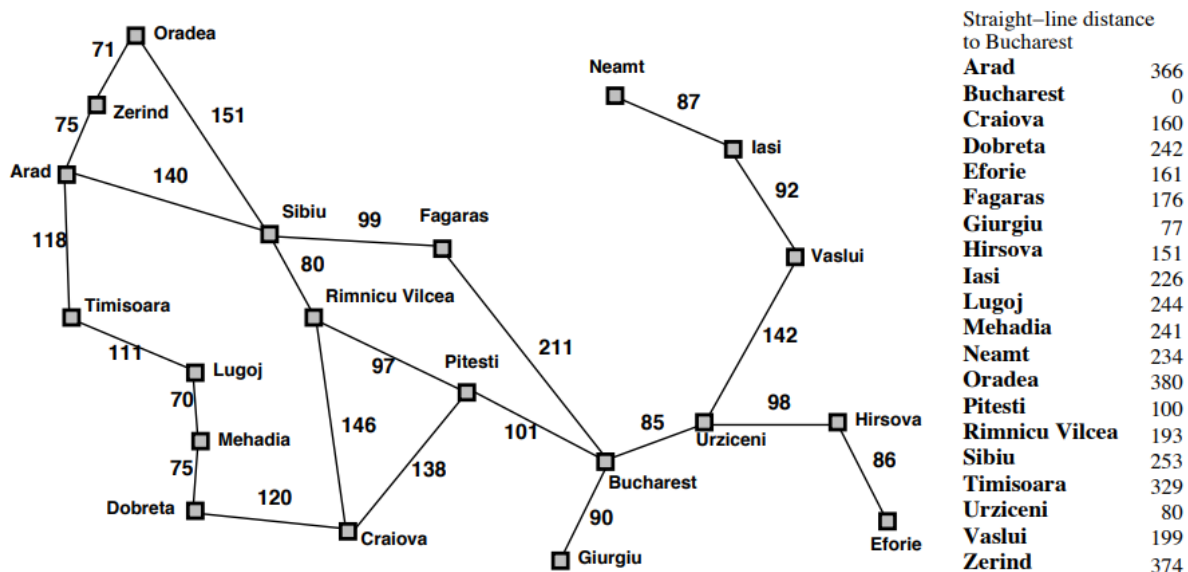 Oradea
71
Neamt
87
Zerind
151
75
Iasi
Arad
140
92
Sibiu
99
Fagaras
118
80
Vaslui
Rimnicu Vilcea
Timisoara
142
211
111
Lugoj
97
Pitesti
70
98
Hirsova
146
101
85
Urziceni
Mehadia
86
75
138
Bucharest
120
Dobreta
90
Craiova
Eforie
Giurgiu
Straight–line distance
to Bucharest
Arad 366
Bucharest 0
Craiova 160
Dobreta 242
Eforie 161
Fagaras 176
Giurgiu 77
Hirsova 151
Iasi 226
Lugoj 244
Mehadia 241
Neamt 234
Oradea 380
Pitesti 100
Rimnicu Vilcea 193
Sibiu 253
Timisoara 329
Urziceni 80
Vaslui 199
Zerind 374